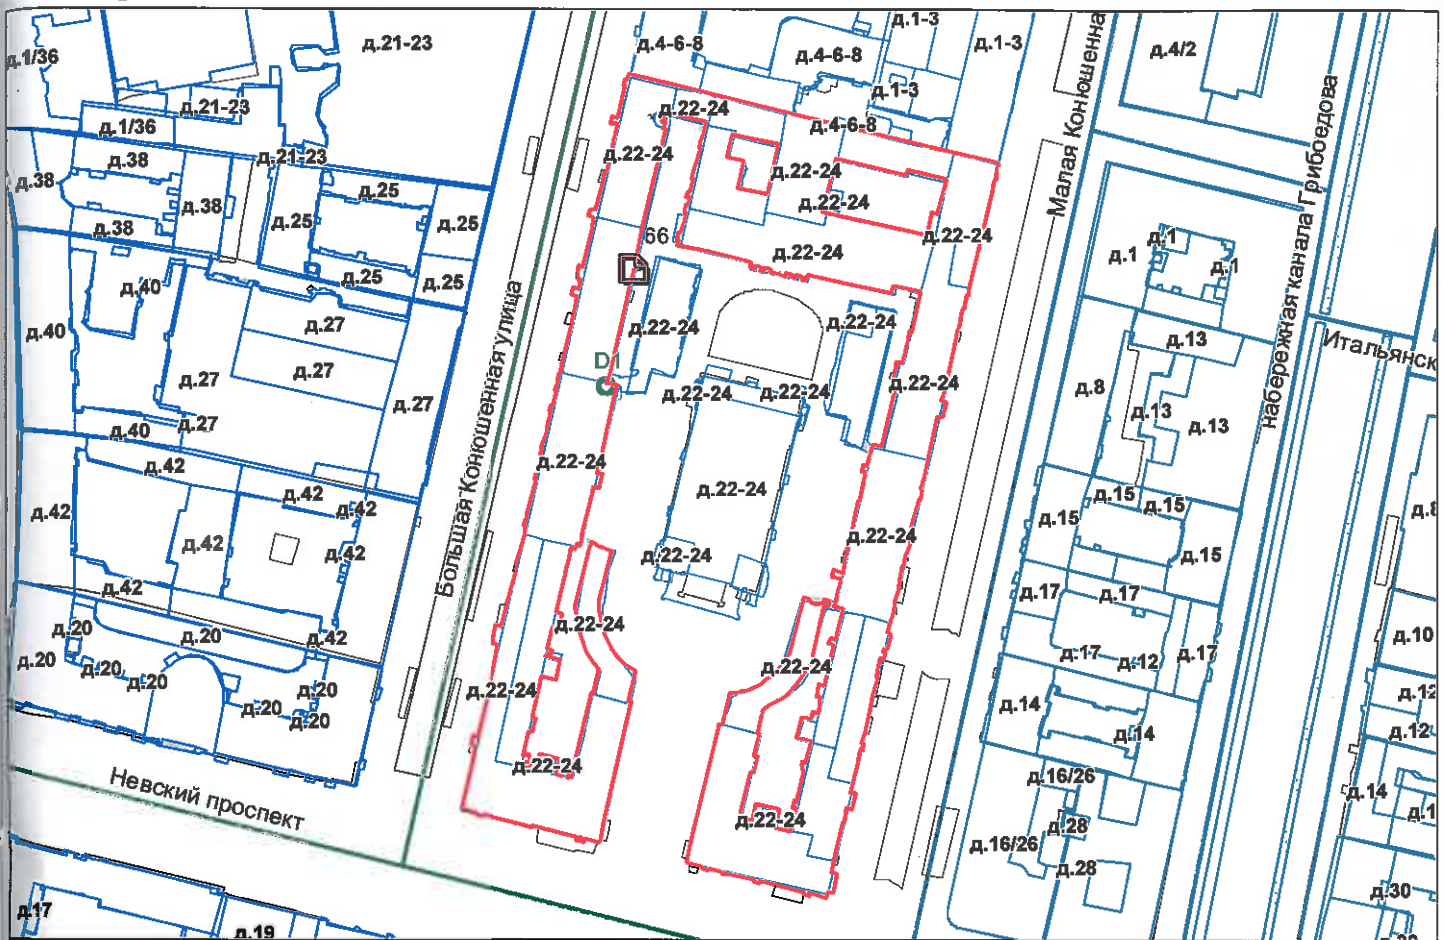 д.1/36
д.21-23
д.4-6-8
д.1-3
д.4-6-8
д.1-3
д.4/2
д.1-3
д.21-23
д.1/36
д.22-24
д.4-6-8
д.38
д.21-23
д.22-24
д.22-24
д.38
д.25
д.38
д.22-24
д.38
д.25
д.25
66
д.22-24
д.22-24
д.1
д.1
д.1
д.25
д.25
д.40
д.27
д.22-24
д.22-24
д.40
д.13
Итальянск
D1
д.27
д.27
д.27
д.22-24
д.22-24
д.22-24
д.8
д.13
д.13
д.27
д.40
д.42
д.22-24
д.22-24
д.42
д.42
д.42
д.15
д.15
д.15
д.42
д.42
д.22-24
д.22-24
д.15
д.42
д.17
д.17
д.20
д.20
д.42
д.22-24
д.10
д.20
д.20
д.20
д.20
д.22-24
д.22-24
д.17
д.12
д.17
д.12
д.20
д.20
д.14
д.14
д.12
д.22-24
д.16/26
д.14
д.22-24
д.28
д.16/26
д.28
д.30
д.17
д.19
Большая Конюшенная улица
Малая Конюшенна
набережная канала Грибоедова
Невский проспект